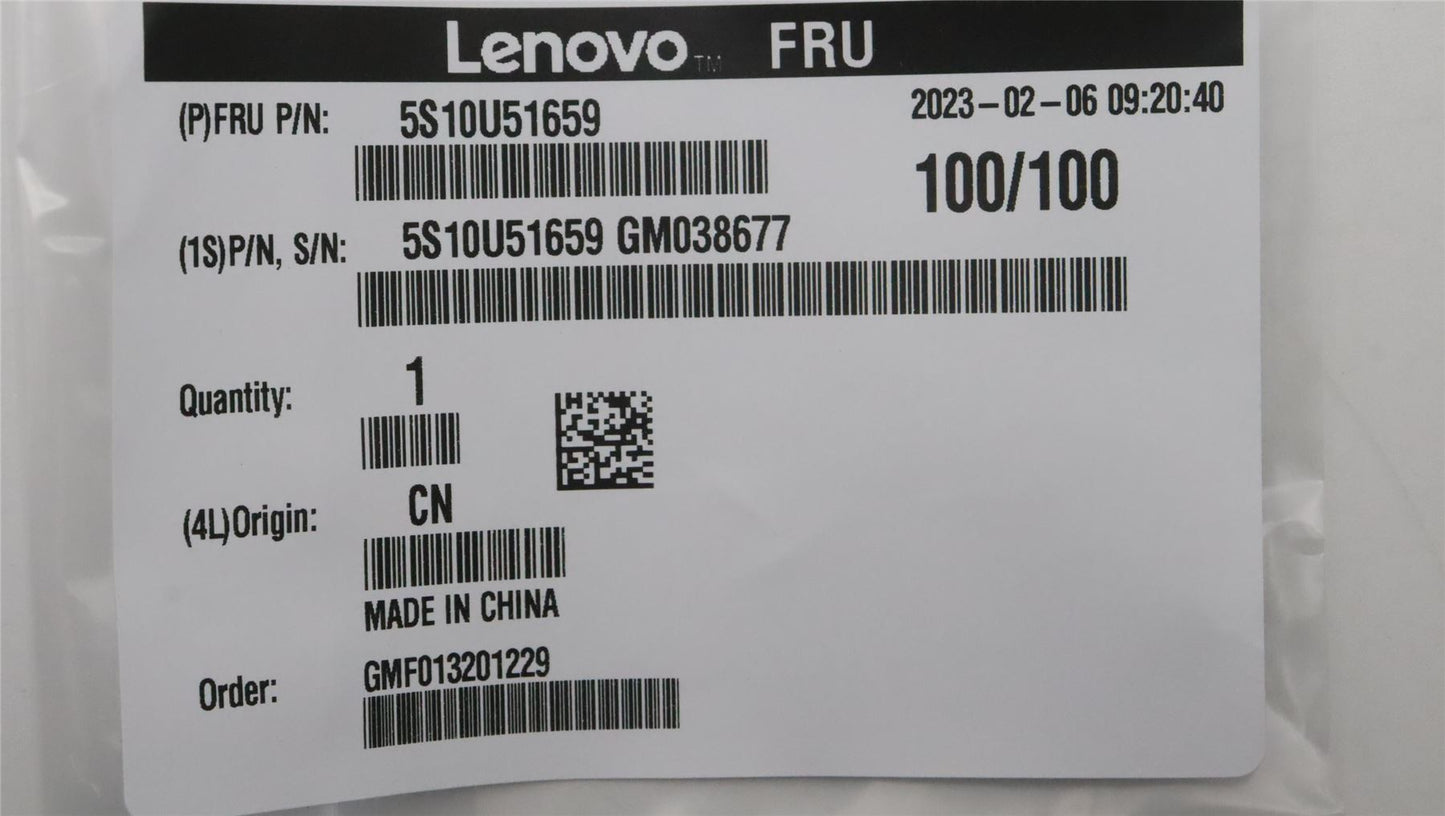 Lenovo™ FRU
(P)FRU P/N: 5S10U51659
2023-02-06 09:20:40
100/100
(1S)P/N, S/N: 5S10U51659 GM038677
Quantity: 1
(4L)Origin: CN
MADE IN CHINA
Order: GMF013201229